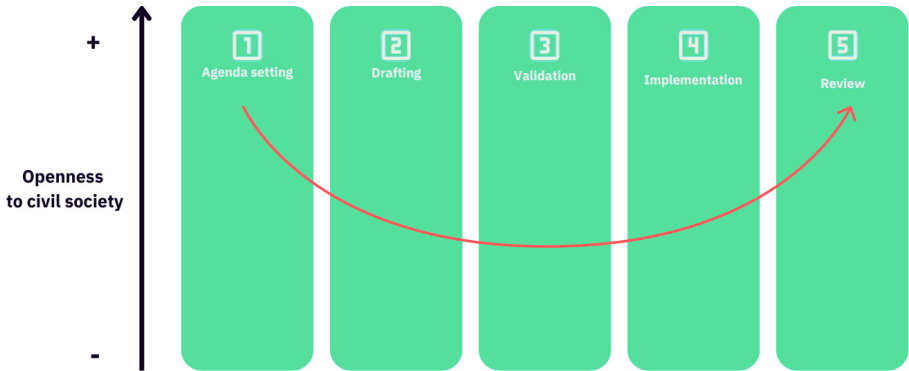 +
Openness
to civil society
-
1
Agenda setting
2
Drafting
3
Validation
4
Implementation
5
Review